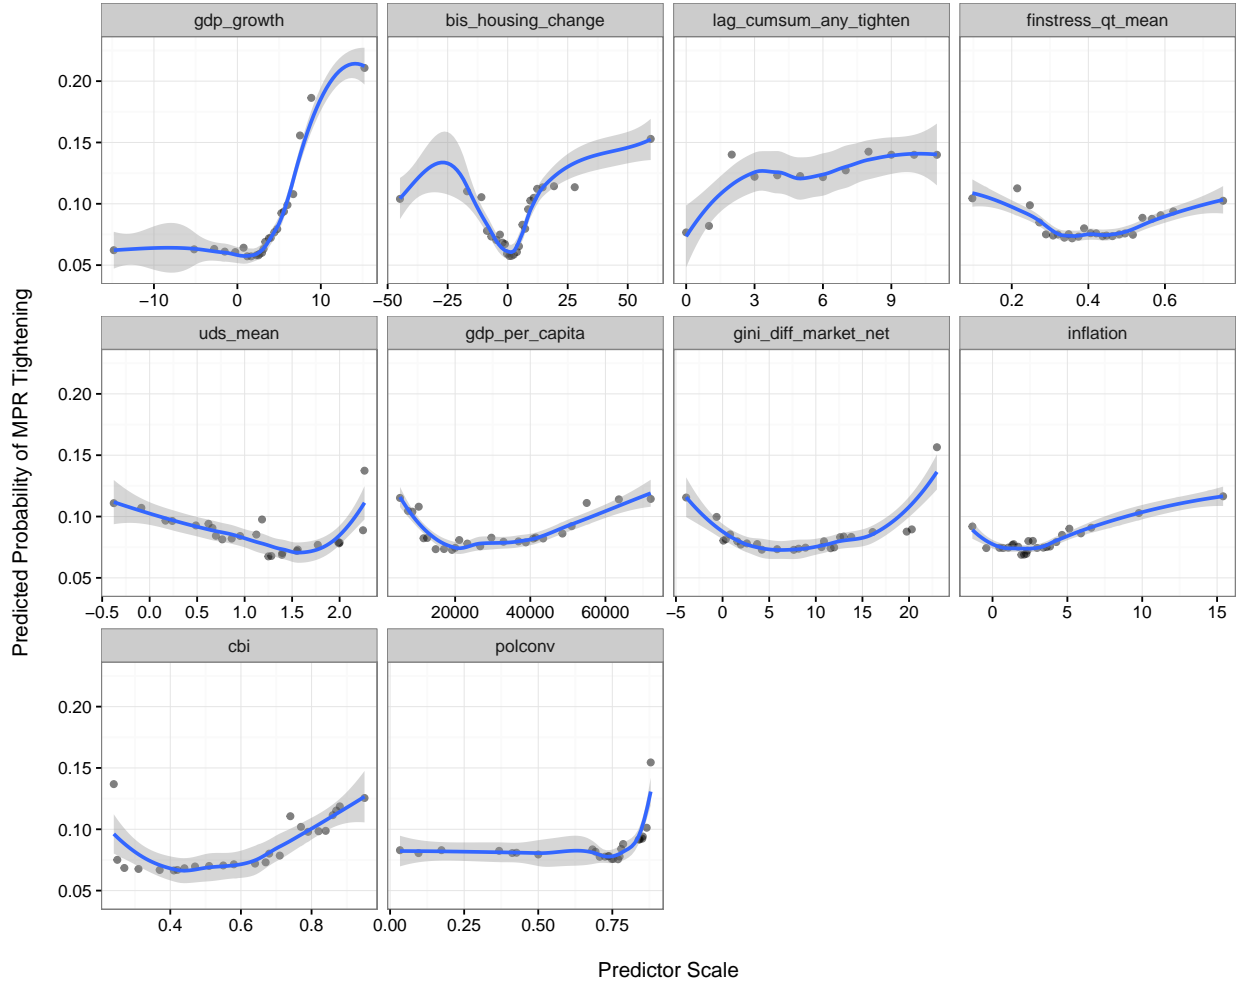 gdp_growth bis_housing_change lag_cumsum_any_tighten finstress_qt_mean
0.20
0.15
0.10
0.05
−10 0 10 −50 −25 0 25 50 0 3 6 9 0.2 0.4 0.6
uds_mean gdp_per_capita gini_diff_market_net inflation
0.20
0.15
0.10
0.05
−0.5 0.0 0.5 1.0 1.5 2.0 20000 40000 60000 −5 0 5 10 15 20 0 5 10 15
cbi polconv
0.20
0.15
0.10
0.05
0.4 0.6 0.8 0.00 0.25 0.50 0.75
Predicted Probability of MPR Tightening
Predictor Scale